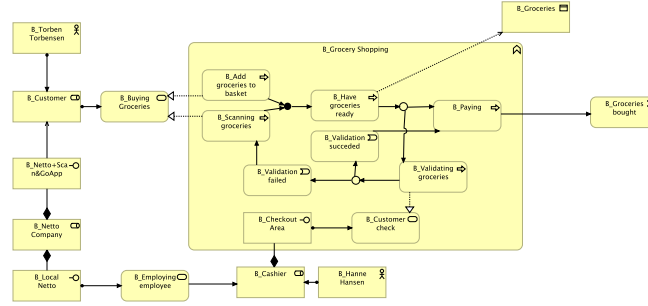 B_Groceries
B_Torben
Torbensen
B_Grocery Shopping
B_Add
groceries to
basket
B_Customer
B_Buying
Groceries
B_Have
groceries
ready
B_Paying
B_Groceries
bought
B_Scanning
groceries
B_Validation
succeded
B_Netto+Sca
n&GoApp
B_Validation
failed
B_Validating
groceries
B_Netto
Company
B_Checkout
Area
B_Customer
check
B_Local
Netto
B_Employing
employee
B_Cashier
B_Hanne
Hansen